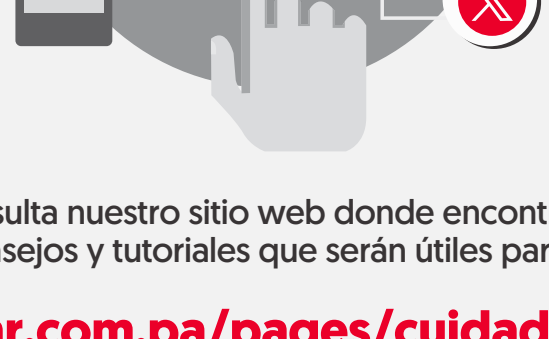 sulta nuestro sitio web donde encont
sejos y tutoriales que serán útiles par
r.com.pa/pages/cuidad